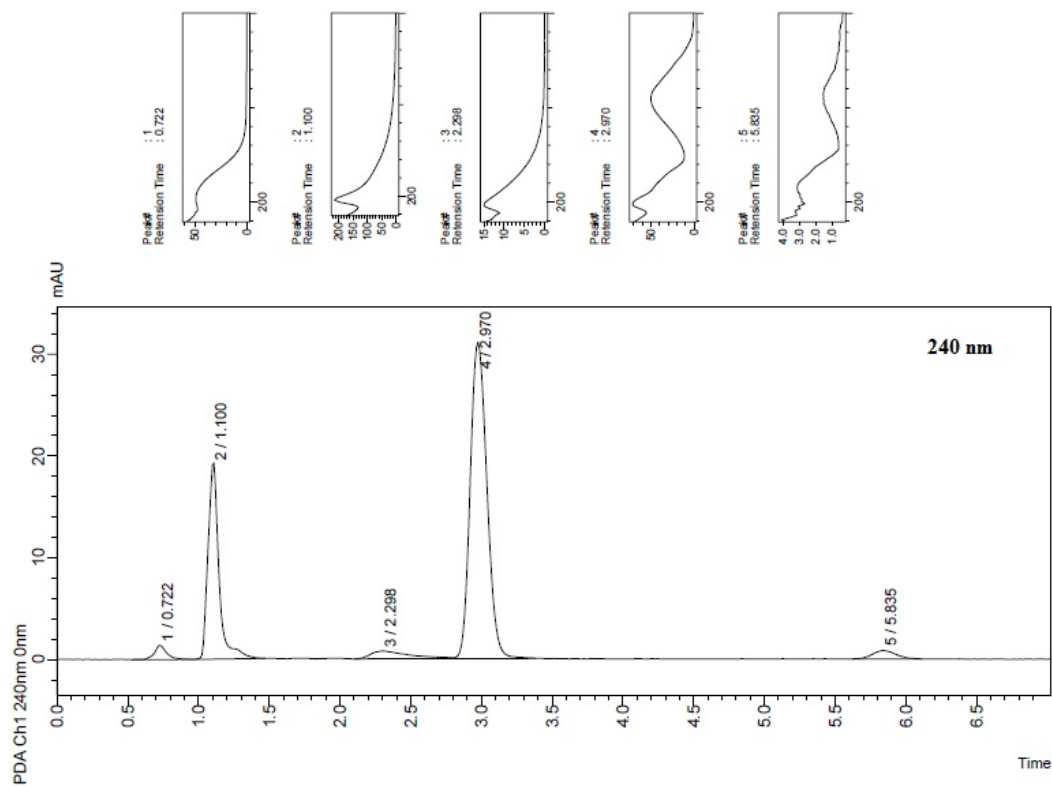 Peak# : 1
Retension Time : 0.722
50
0
200
Peak# : 2
Retension Time : 1.100
200
150
100
50
0
200
Peak# : 3
Retension Time : 2.298
15
10
5
0
200
Peak# : 4
Retension Time : 2.970
50
0
200
Peak# : 5
Retension Time : 5.835
4.0
3.0
2.0
1.0
200
mAU
240 nm
30
20
10
0
1 / 0.722
2 / 1.100
3 / 2.298
4 / 2.970
5 / 5.835
0.0
0.5
1.0
1.5
2.0
2.5
3.0
3.5
4.0
4.5
5.0
5.5
6.0
6.5
PDA Ch1 240nm 0nm
Time